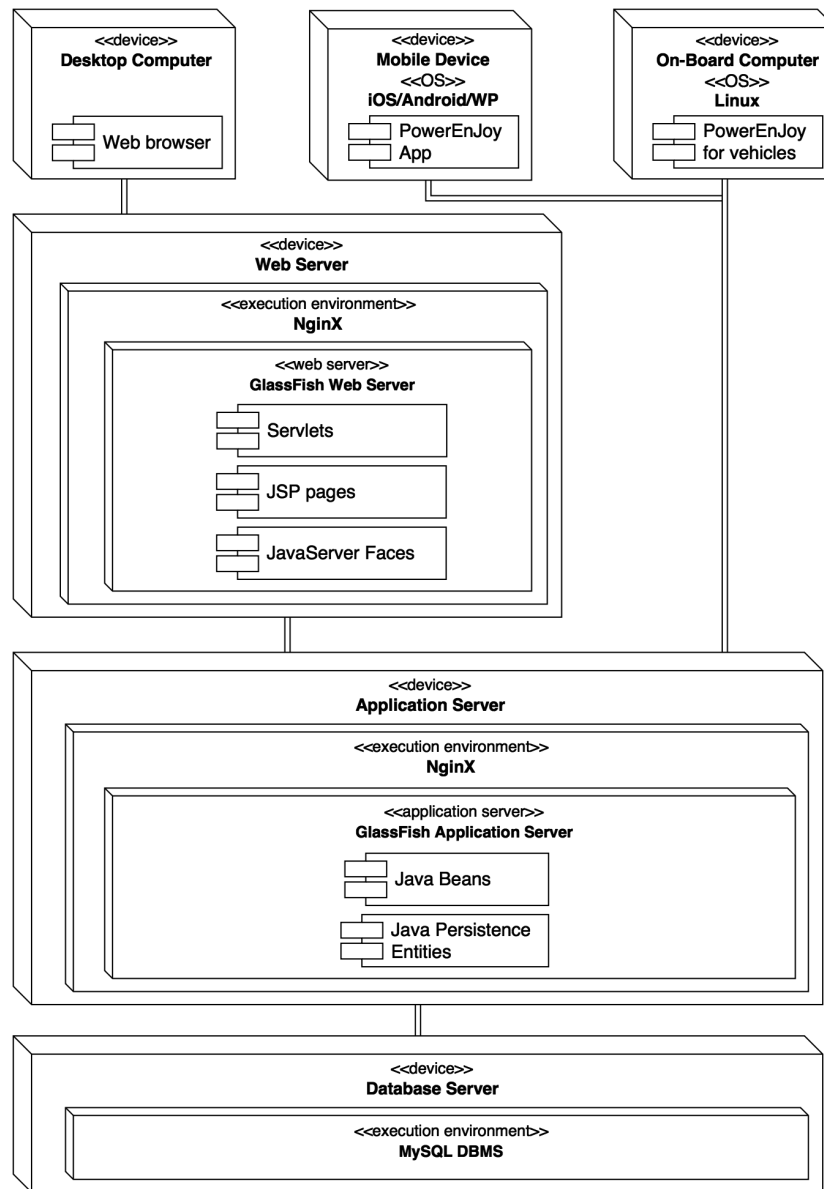 <<device>>
Desktop Computer
Web browser
<<device>>
Mobile Device
<<OS>>
iOS/Android/WP
PowerEnJoy
App
<<device>>
On-Board Computer
<<OS>>
Linux
PowerEnJoy
for vehicles
<<device>>
Web Server
<<execution environment>>
NginX
<<web server>>
GlassFish Web Server
Servlets
JSP pages
JavaServer Faces
<<device>>
Application Server
<<execution environment>>
NginX
<<application server>>
GlassFish Application Server
Java Beans
Java Persistence
Entities
<<device>>
Database Server
<<execution environment>>
MySQL DBMS